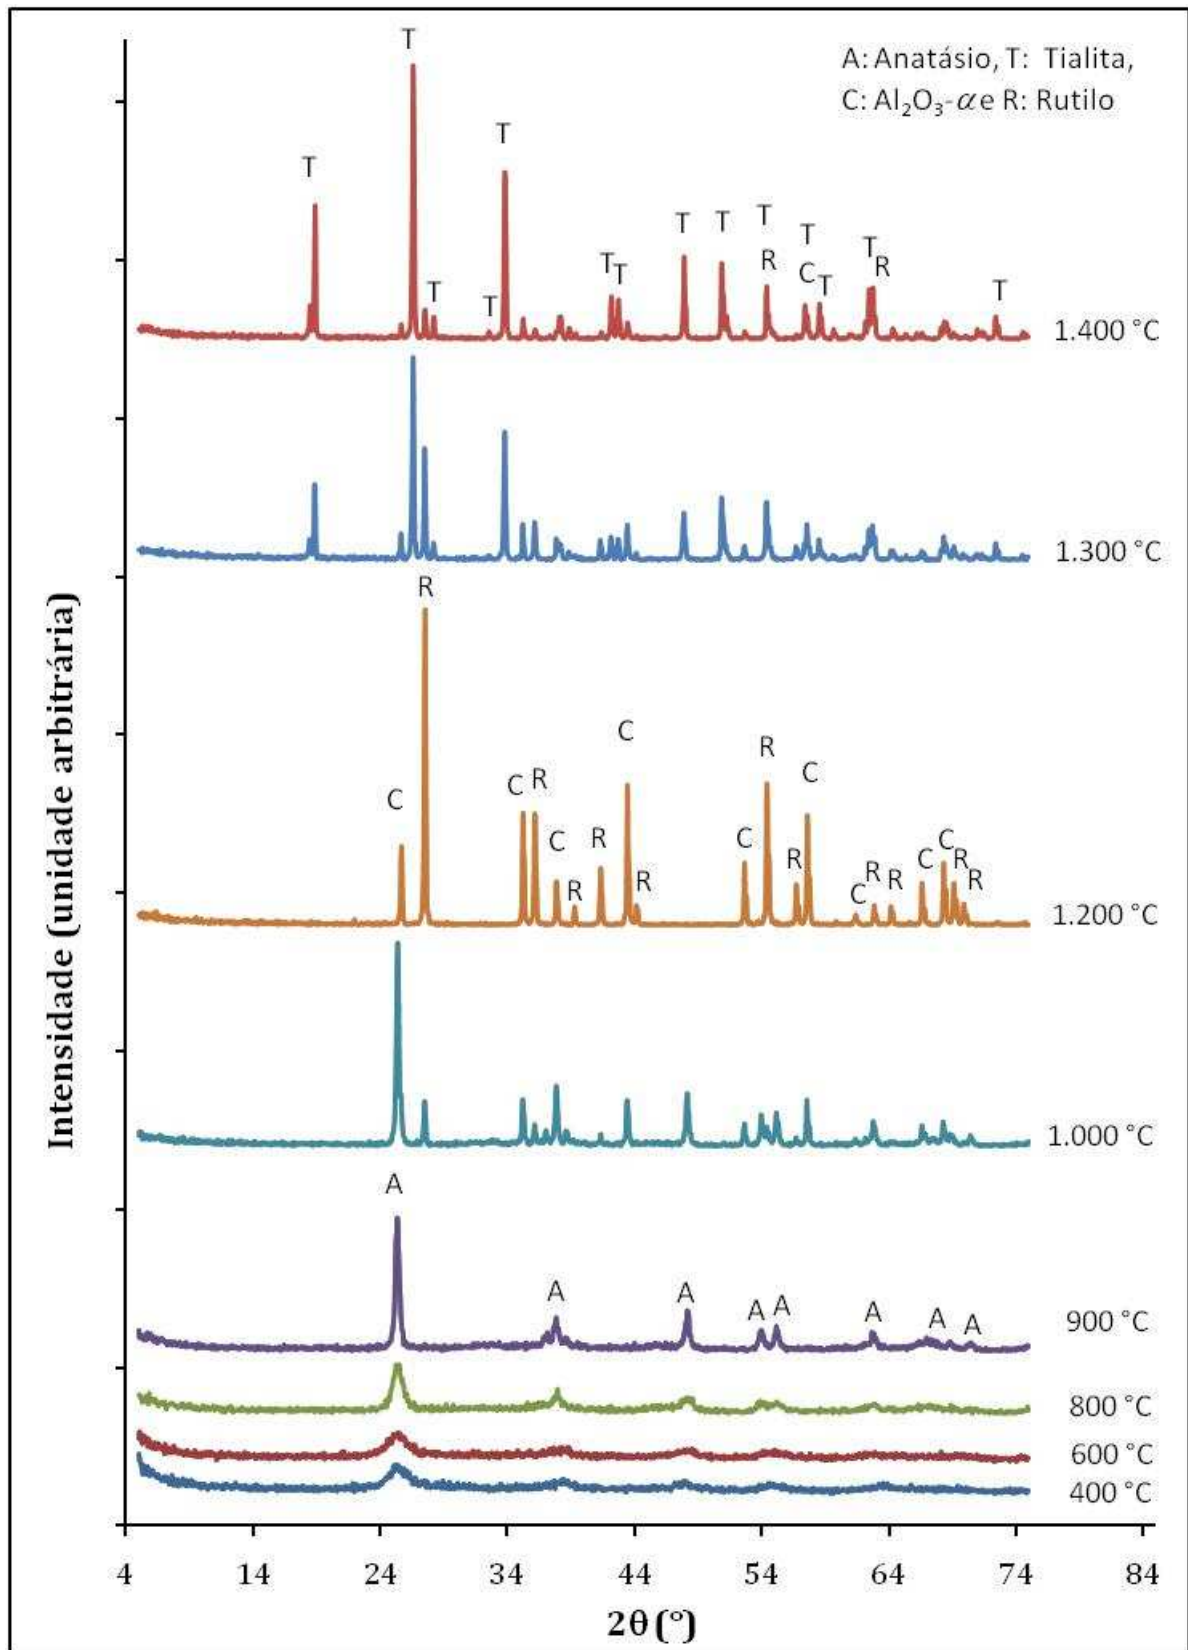 A: Anatásio, T: Tialita,
C: Al₂O₃-α e R: Rutilo
T
T
T
T
T
T
T
T
T
T
T
R
T
C
T
T
R
T
1.400 °C
1.300 °C
R
C
C
R
C
R
R
C
R
C
R
R
C
C
R
R
C
C
R
R
1.200 °C
1.000 °C
A
A
A
A
A
A
A
A
900 °C
800 °C
600 °C
400 °C
Intensidade (unidade arbitrária)
4 14 24 34 44 54 64 74 84
2θ (°)